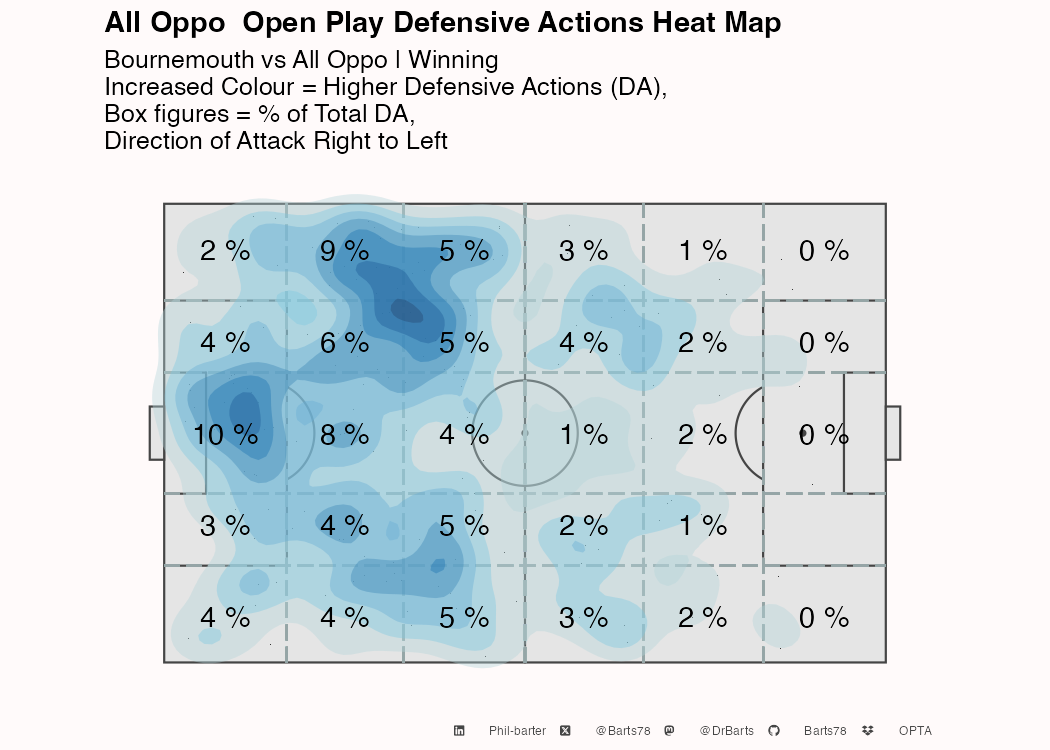 All Oppo  Open Play Defensive Actions Heat Map
Bournemouth vs All Oppo | Winning
Increased Colour = Higher Defensive Actions (DA),
Box figures = % of Total DA,
Direction of Attack Right to Left
2 % 9 % 5 % 3 % 1 % 0 %
4 % 6 % 5 % 4 % 2 % 0 %
10 % 8 % 4 % 1 % 2 % 0 %
3 % 4 % 5 % 2 % 1 %
4 % 4 % 5 % 3 % 2 % 0 %
Phil-barter @Barts78 @DrBarts Barts78 OPTA